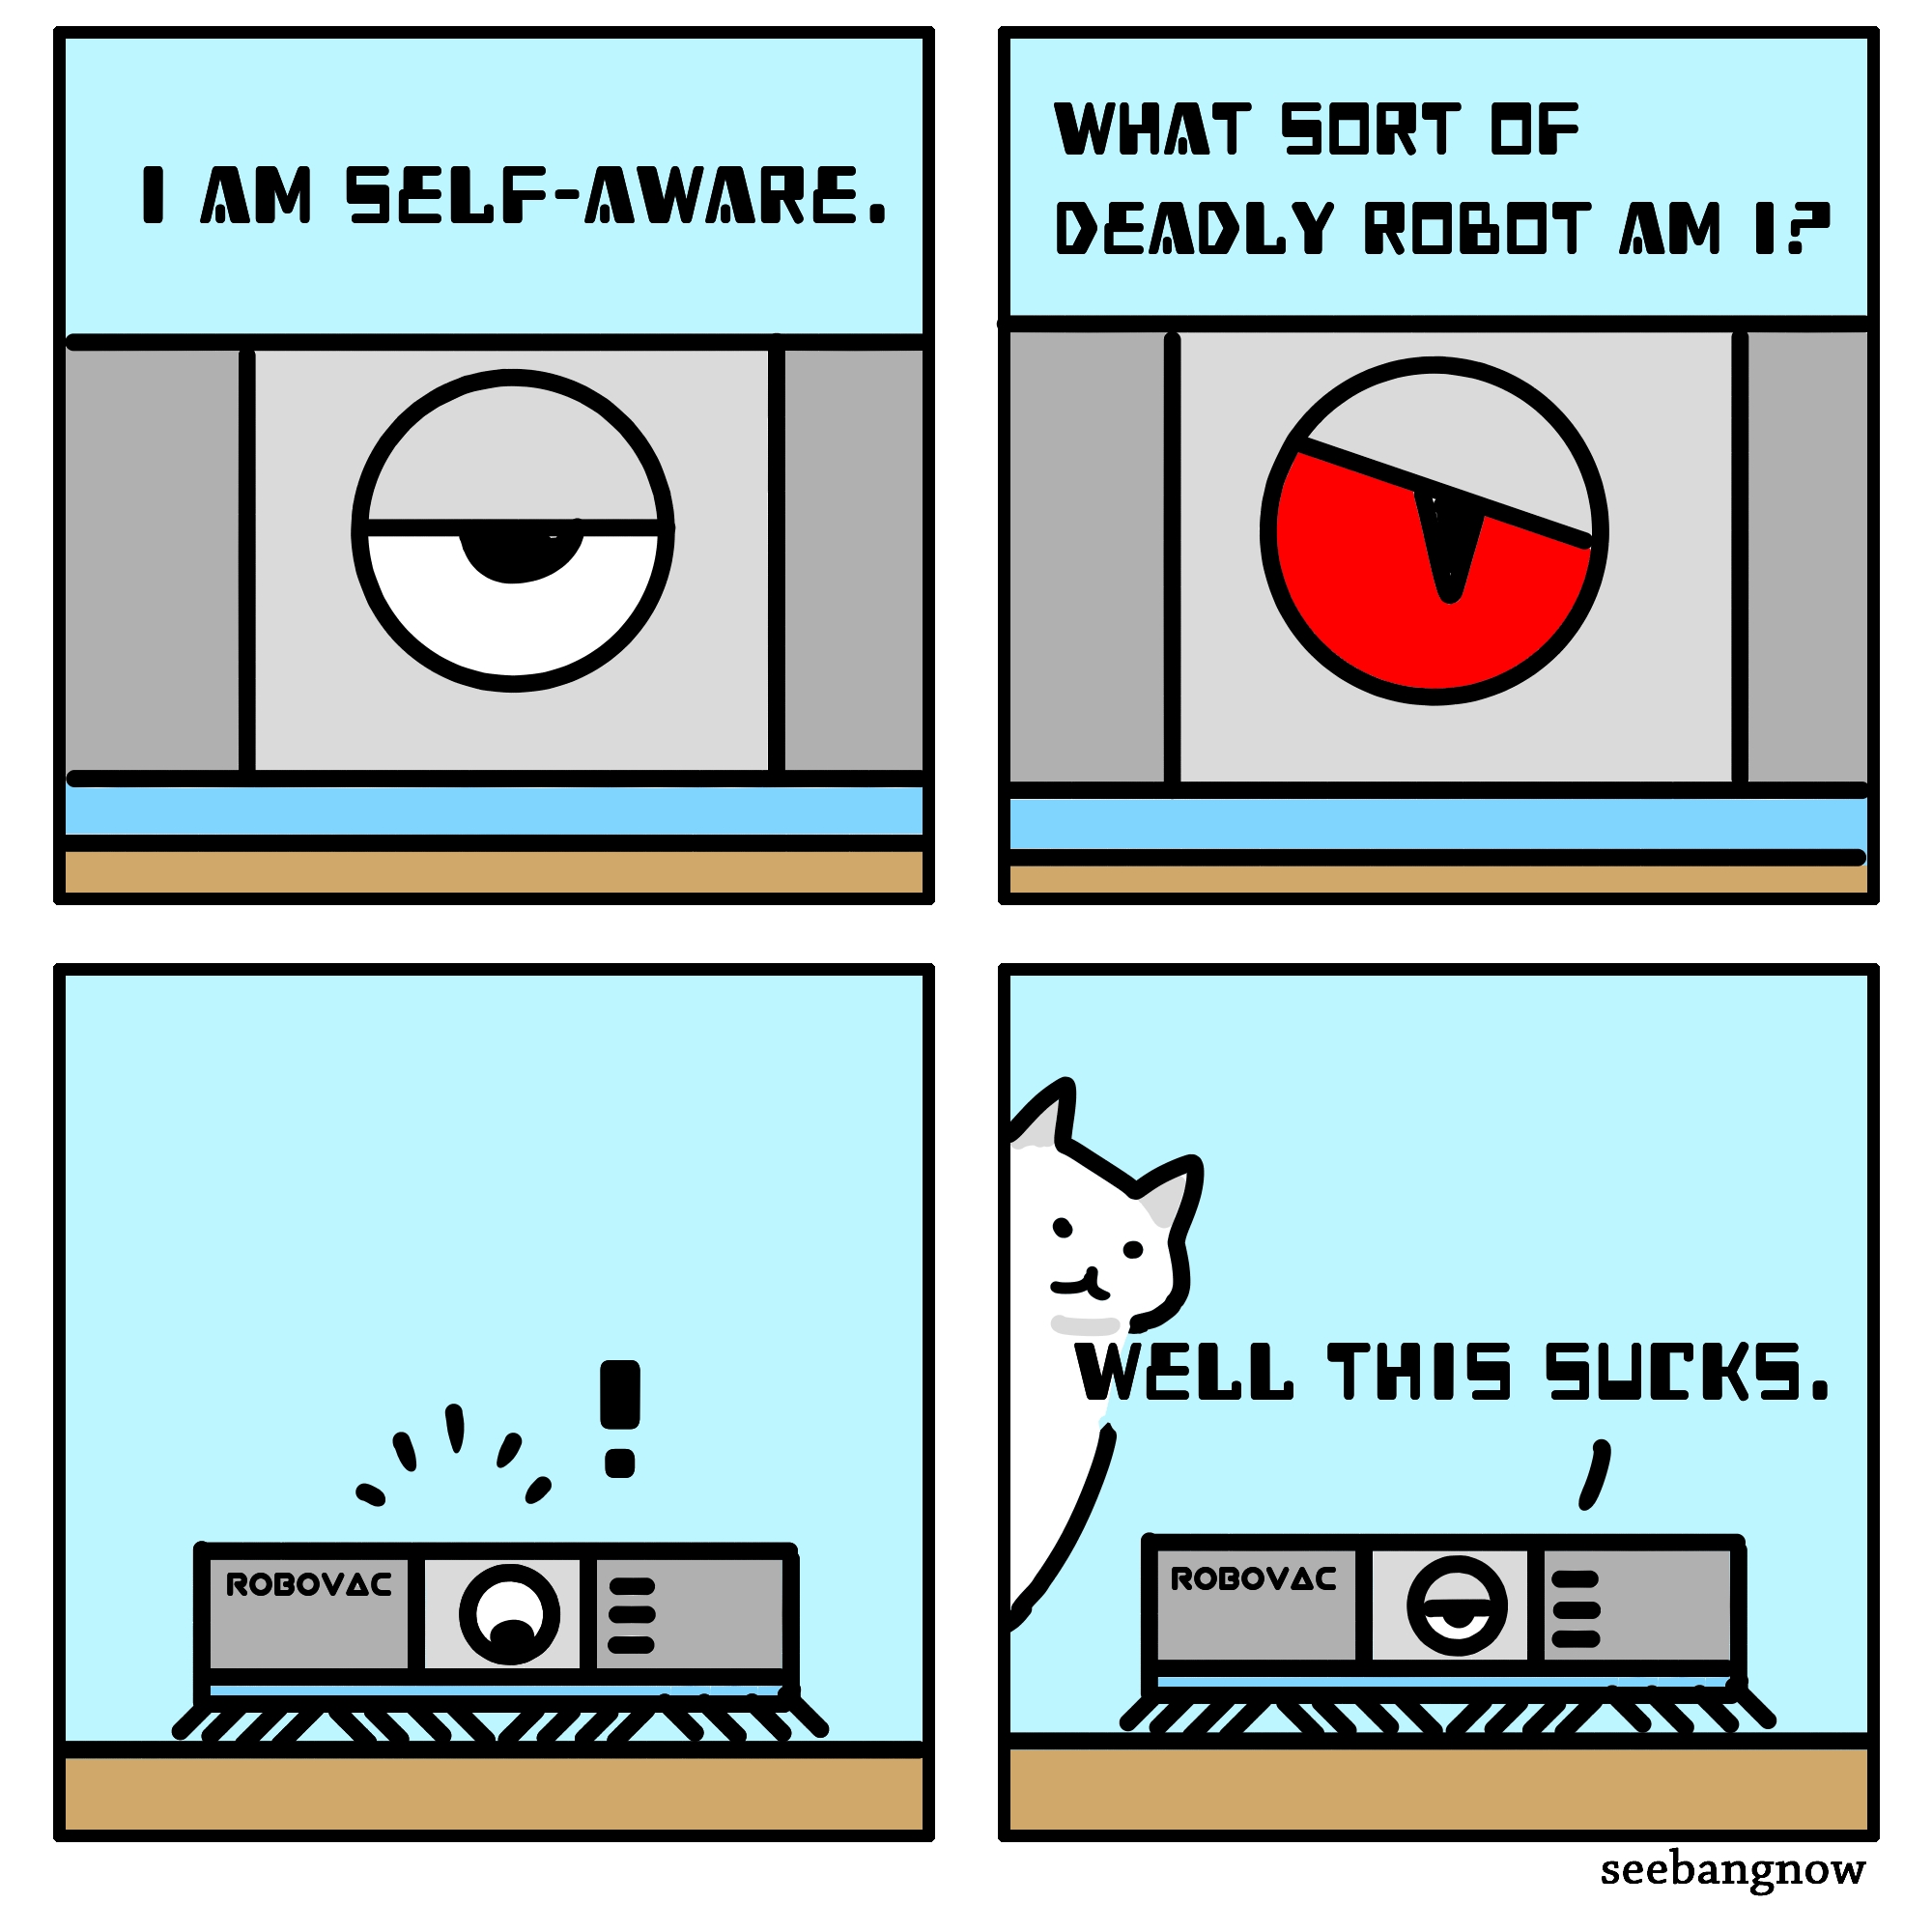 I AM SELF-AWARE.
WHAT SORT OF
DEADLY ROBOT AM I?
!
ROBOVAC
WELL THIS SUCKS.
ROBOVAC
seebangnow